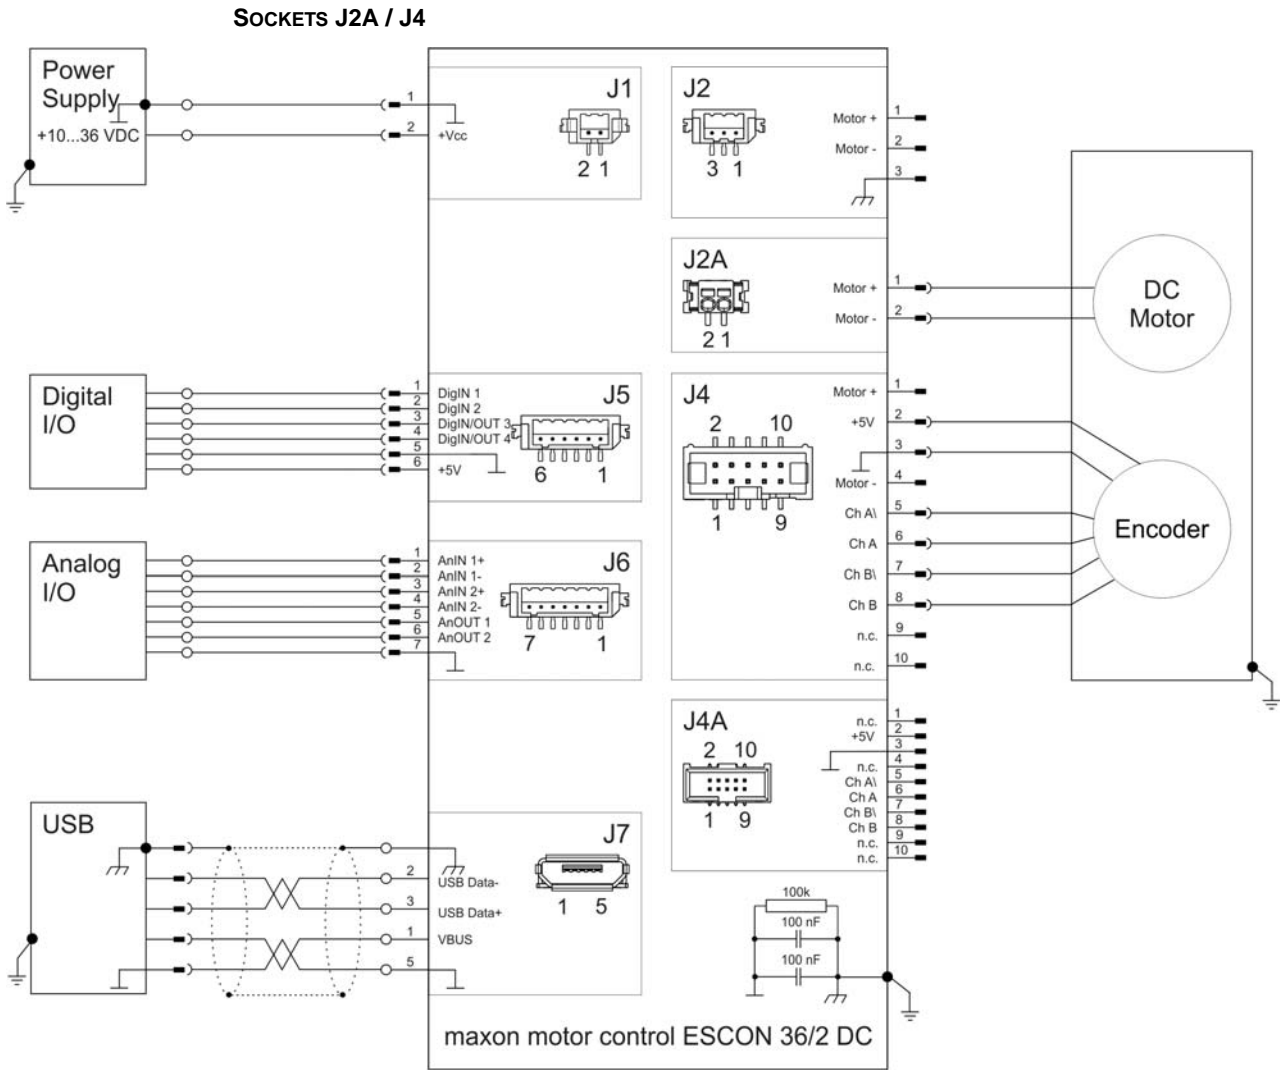 SOCKETS J2A / J4
Power
Supply
+10...36 VDC
1
2
+Vcc
J1
2 1
J2
3 1
Motor +
Motor -
1
2
3
J2A
2 1
Motor +
Motor -
1
2
DC
Motor
Digital
I/O
1
2
3
4
5
6
DigIN 1
DigIN 2
DigIN/OUT 3
DigIN/OUT 4
+5V
J5
6 1
J4
2 10
1 9
Motor +
+5V
Motor -
Ch A\
Ch A
Ch B\
Ch B
n.c.
n.c.
1
2
3
4
5
6
7
8
9
10
Encoder
Analog
I/O
1
2
3
4
5
6
7
AnIN 1+
AnIN 1-
AnIN 2+
AnIN 2-
AnOUT 1
AnOUT 2
J6
7 1
J4A
2 10
1 9
n.c.
+5V
n.c.
Ch A\
Ch A
Ch B\
Ch B
n.c.
n.c.
1
2
3
4
5
6
7
8
9
10
USB
2
3
1
5
USB Data-
USB Data+
VBUS
J7
1 5
100k
100 nF
100 nF
maxon motor control ESCON 36/2 DC